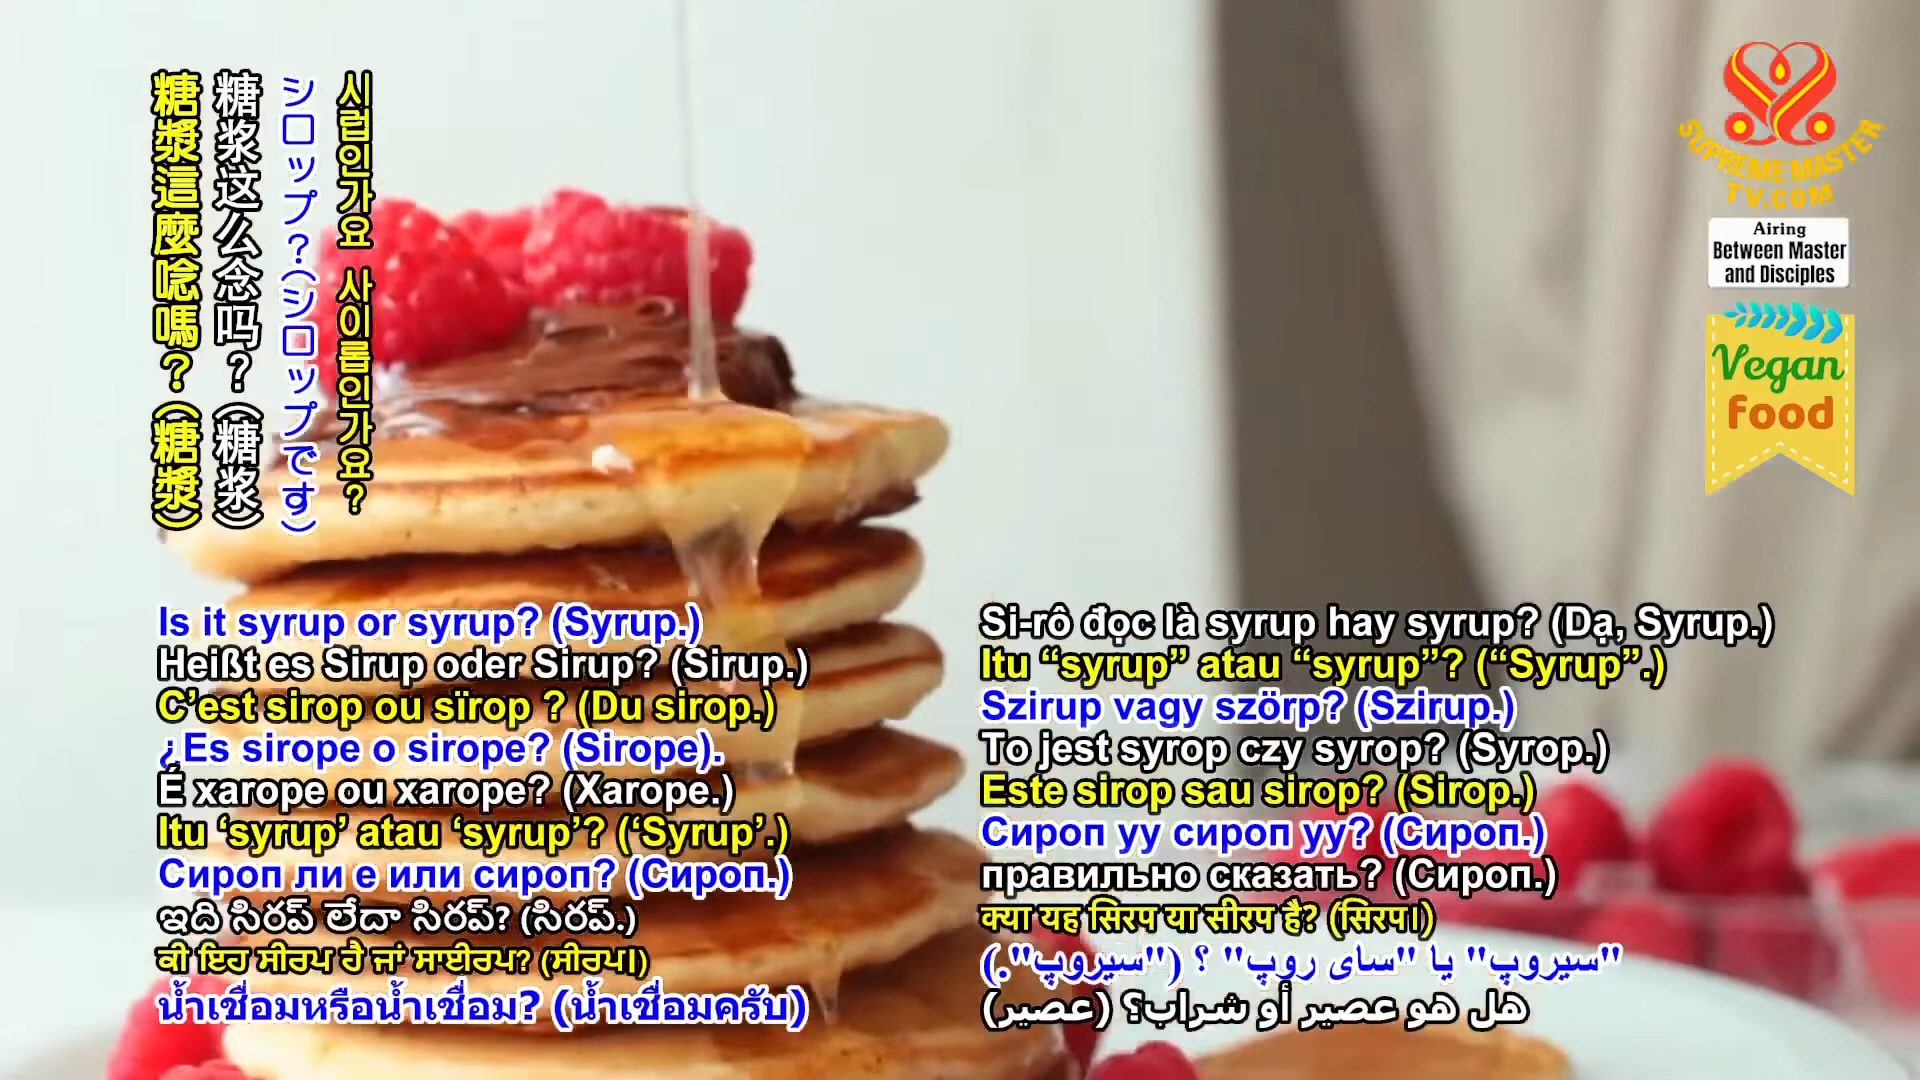 糖漿這麼唸嗎？（糖漿）
糖浆这么念吗？（糖浆）
シロップ？（シロップです）
시럽인가요 사이롭인가요？
SUPREME MASTER
TV.COM
Airing
Between Master
and Disciples
Vegan
food
Is it syrup or syrup? (Syrup.)
Heißt es Sirup oder Sirup? (Sirup.)
C’est sirop ou sïrop ? (Du sirop.)
¿Es sirope o sirope? (Sirope).
É xarope ou xarope? (Xarope.)
Itu ‘syrup’ atau ‘syrup’? (‘Syrup’.)
Сироп ли е или сироп? (Сироп.)
ఇది సిరప్ లేదా సిరప్? (సిరప్.)
ਕੀ ਇਹ ਸੀਰਪ ਹੈ ਜਾਂ ਸਾਈਰਪ? (ਸੀਰਪ।)
น้ำเชื่อมหรือน้ำเชื่อม? (น้ำเชื่อมครับ)
Si-rô đọc là syrup hay syrup? (Dạ, Syrup.)
Itu “syrup” atau “syrup”? (“Syrup”.)
Szirup vagy szörp? (Szirup.)
To jest syrop czy syrop? (Syrop.)
Este sirop sau sirop? (Sirop.)
Сироп уу сироп уу? (Сироп.)
правильно сказать? (Сироп.)
क्या यह सिरप या सीरप है? (सिरप।)
"سیروپ" یا "سای روپ" ؟ ("سیروپ".)
هل هو عصير أو شراب؟ (عصير)